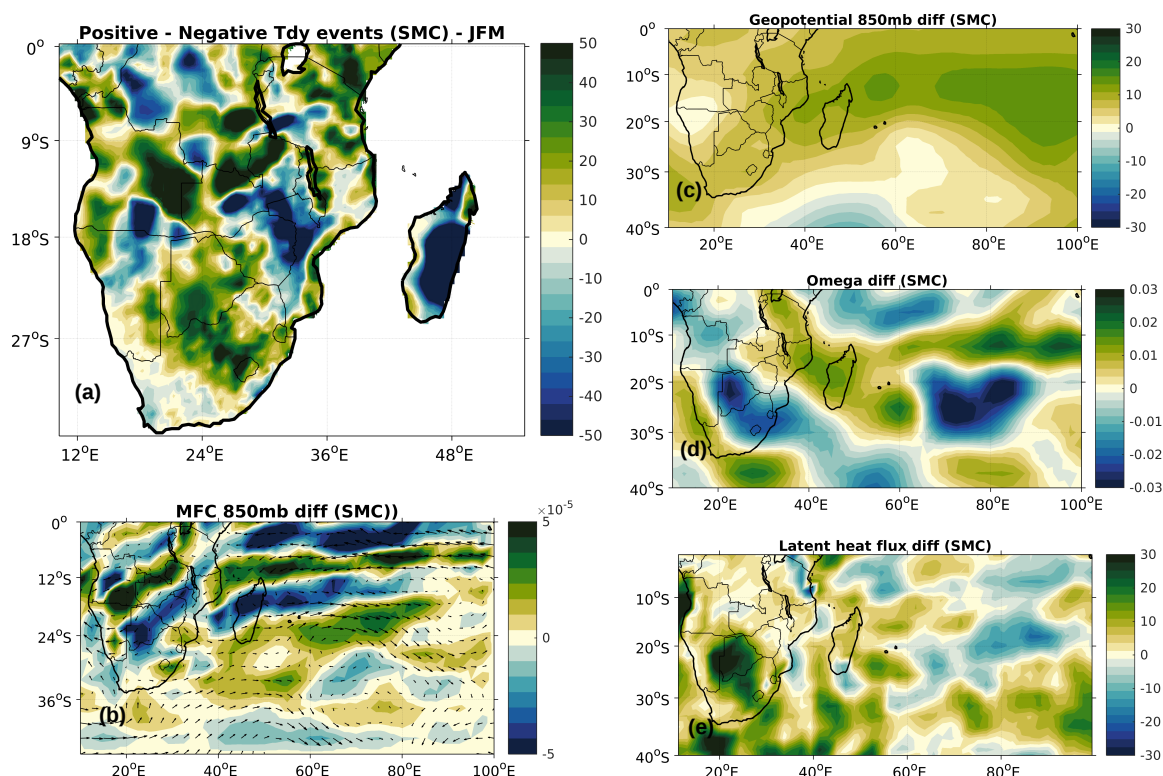 Positive - Negative Tdy events (SMC) - JFM
0°
9°S
18°S
27°S
12°E 24°E 36°E 48°E
50
40
30
20
10
0
-10
-20
-30
-40
-50
(a)
MFC 850mb diff (SMC))
×10-5
0°
12°S
24°S
36°S
20°E 40°E 60°E 80°E 100°E
5
0
-5
(b)
Geopotential 850mb diff (SMC)
0°
10°S
20°S
30°S
40°S
20°E 40°E 60°E 80°E 100°E
30
20
10
0
-10
-20
-30
(c)
Omega diff (SMC)
0°
10°S
20°S
30°S
40°S
20°E 40°E 60°E 80°E 100°E
0.03
0.02
0.01
0
-0.01
-0.02
-0.03
(d)
Latent heat flux diff (SMC)
10°S
20°S
30°S
40°S
20°E 40°E 60°E 80°E
30
20
10
0
-10
-20
-30
(e)